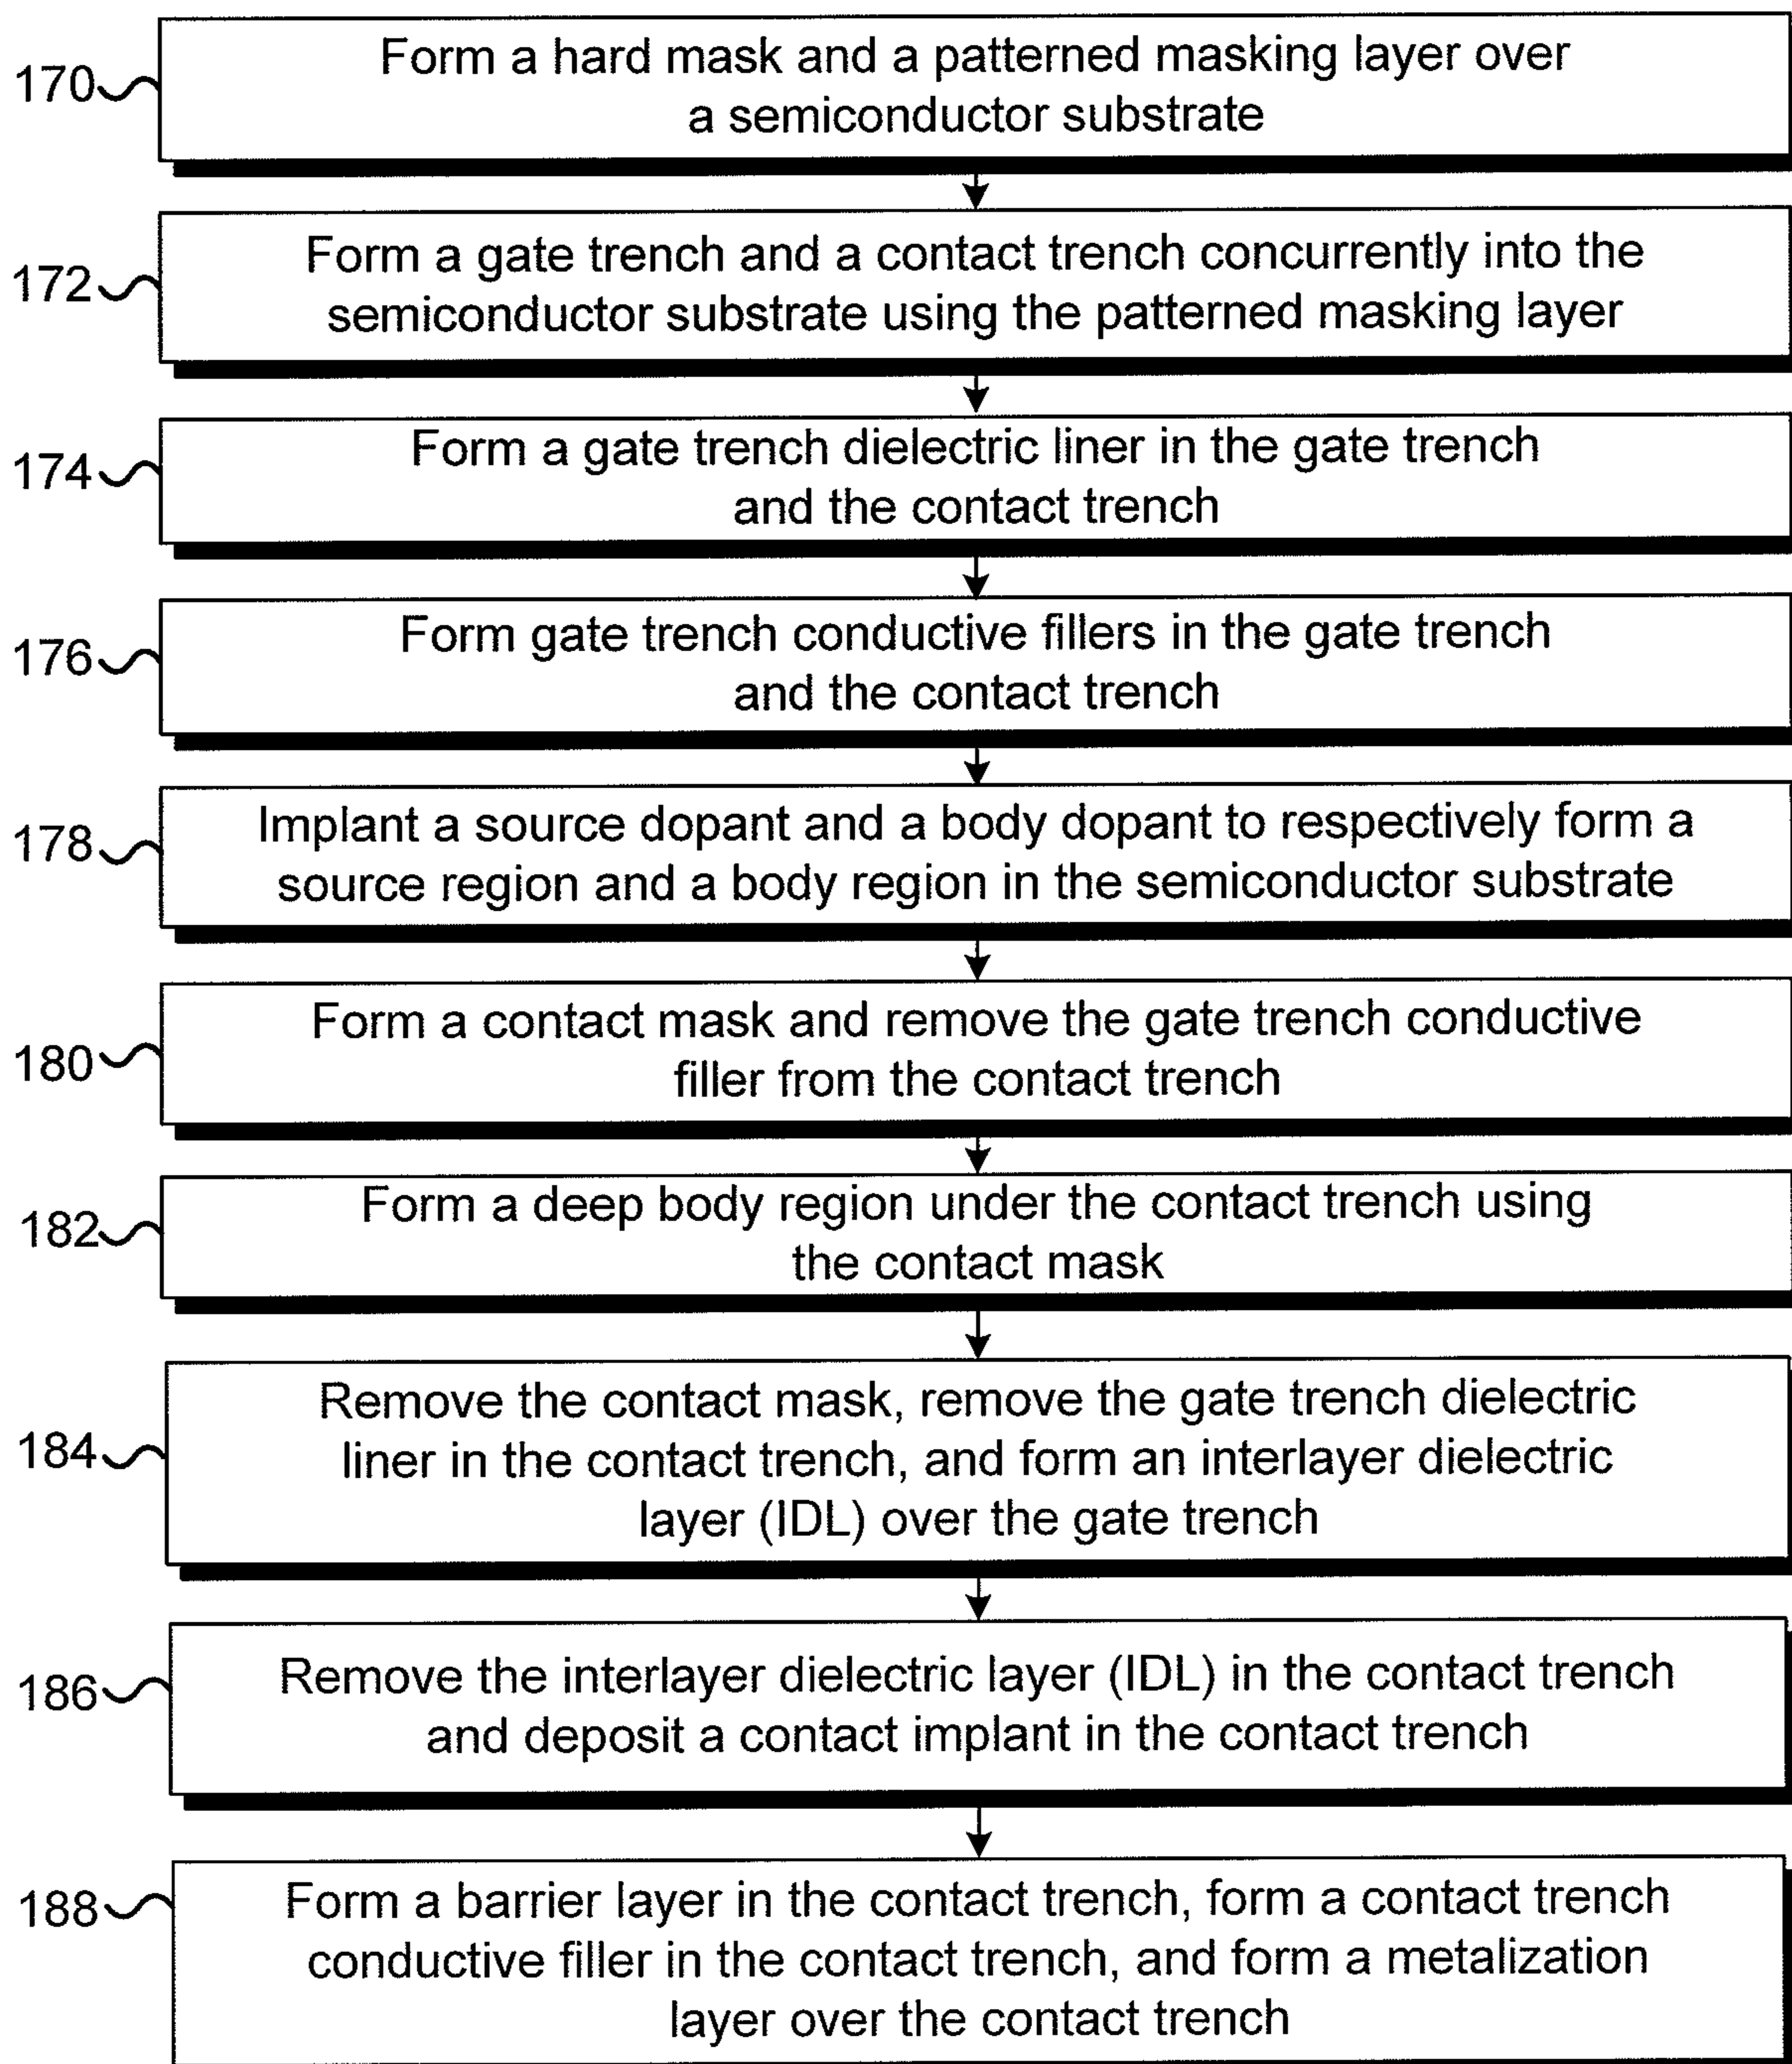 170
Form a hard mask and a patterned masking layer over
a semiconductor substrate
172
Form a gate trench and a contact trench concurrently into the
semiconductor substrate using the patterned masking layer
174
Form a gate trench dielectric liner in the gate trench
and the contact trench
176
Form gate trench conductive fillers in the gate trench
and the contact trench
178
Implant a source dopant and a body dopant to respectively form a
source region and a body region in the semiconductor substrate
180
Form a contact mask and remove the gate trench conductive
filler from the contact trench
182
Form a deep body region under the contact trench using
the contact mask
184
Remove the contact mask, remove the gate trench dielectric
liner in the contact trench, and form an interlayer dielectric
layer (IDL) over the gate trench
186
Remove the interlayer dielectric layer (IDL) in the contact trench
and deposit a contact implant in the contact trench
188
Form a barrier layer in the contact trench, form a contact trench
conductive filler in the contact trench, and form a metalization
layer over the contact trench